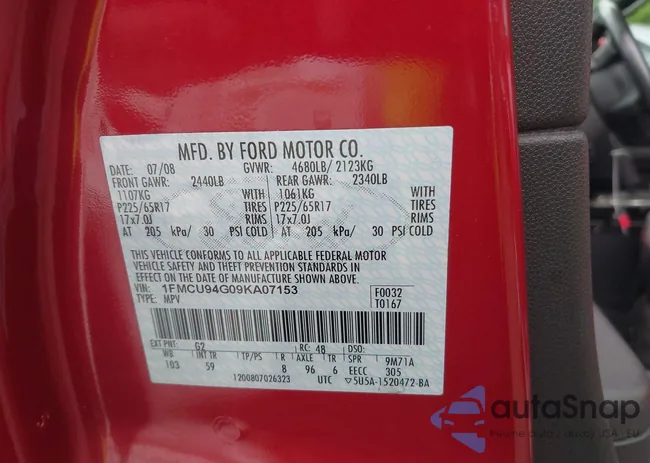 MFD. BY FORD MOTOR CO.
DATE: 07/08 GVWR: 4680LB/ 2123KG
FRONT GAWR: 2440LB REAR GAWR: 2340LB
1107KG WITH 1061KG WITH
P225/65R17 TIRES P225/65R17 TIRES
17x7.0J RIMS 17x7.0J RIMS
AT 205 kPa/ 30 PSI COLD AT 205 kPa/ 30 PSI COLD
THIS VEHICLE CONFORMS TO ALL APPLICABLE FEDERAL MOTOR
VEHICLE SAFETY AND BUMPER STANDARDS IN EFFECT ON THE DATE
OF MANUFACTURE SHOWN ABOVE.
VIN: 1FMCU94G09KA07153 F0032
TYPE: MPV T0167
EXT PNT: G2 RC: 48 DSO:
WB INT TR TP/PS R AXLE TR SPR 9M71A
103 59 8 96 6 EECC 305
1200807026323 UTC ▽5U5A-1520472-BA
autoSnap